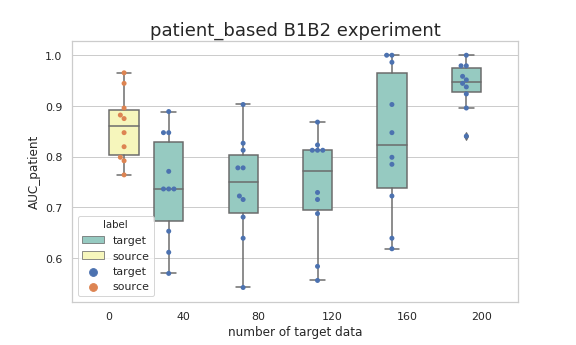 patient_based B1B2 experiment
AUC_patient
1.0
0.9
0.8
0.7
0.6
label
target
source
target
source
0 40 80 120 160 200
number of target data